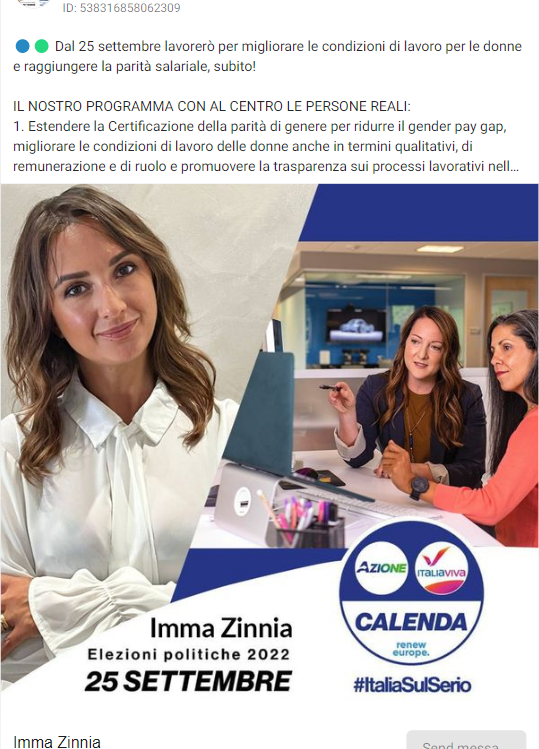 ID: 538316858062309
Dal 25 settembre lavorerò per migliorare le condizioni di lavoro per le donne
e raggiungere la parità salariale, subito!
IL NOSTRO PROGRAMMA CON AL CENTRO LE PERSONE REALI:
1. Estendere la Certificazione della parità di genere per ridurre il gender pay gap,
migliorare le condizioni di lavoro delle donne anche in termini qualitativi, di
remunerazione e di ruolo e promuovere la trasparenza sui processi lavorativi nell...
AZIONE
ITALIAVIVA
CALENDA
renew
europe.
#ItaliaSulSerio
Imma Zinnia
Elezioni politiche 2022
25 SETTEMBRE
Imma Zinnia
Send messa